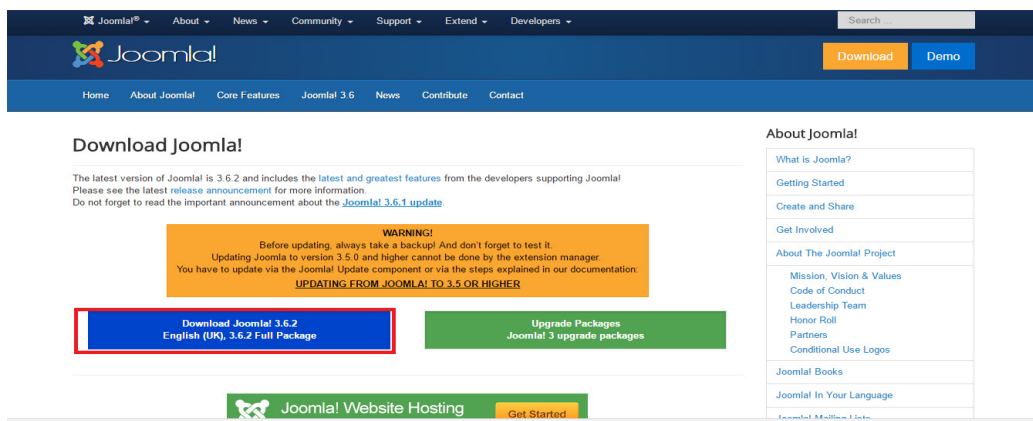 Joomla!® About News Community Support Extend Developers Search ...
Joomla! Download Demo
Home About Joomla! Core Features Joomla! 3.6 News Contribute Contact
Download Joomla!
The latest version of Joomla! is 3.6.2 and includes the latest and greatest features from the developers supporting Joomla!
Please see the latest release announcement for more information.
Do not forget to read the important announcement about the Joomla! 3.6.1 update.
WARNING!
Before updating, always take a backup! And don't forget to test it.
Updating Joomla to version 3.5.0 and higher cannot be done by the extension manager.
You have to update via the Joomla! Update component or via the steps explained in our documentation:
UPDATING FROM JOOMLA! TO 3.5 OR HIGHER
Download Joomla! 3.6.2
English (UK), 3.6.2 Full Package
Upgrade Packages
Joomla! 3 upgrade packages
Joomla! Website Hosting
Get Started
About Joomla!
What is Joomla?
Getting Started
Create and Share
Get Involved
About The Joomla! Project
Mission, Vision & Values
Code of Conduct
Leadership Team
Honor Roll
Partners
Conditional Use Logos
Joomla! Books
Joomla! In Your Language
Joomla! Mailing Lists